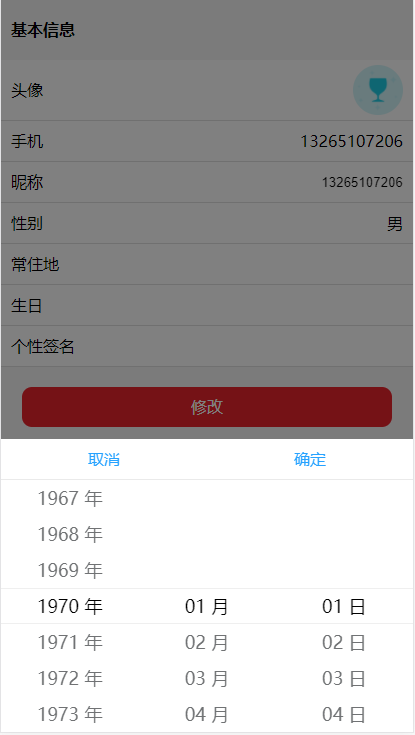 基本信息
头像
手机 13265107206
昵称 13265107206
性别 男
常住地
生日
个性签名
修改
取消 确定
1967 年
1968 年
1969 年
1970 年 01 月 01 日
1971 年 02 月 02 日
1972 年 03 月 03 日
1973 年 04 月 04 日